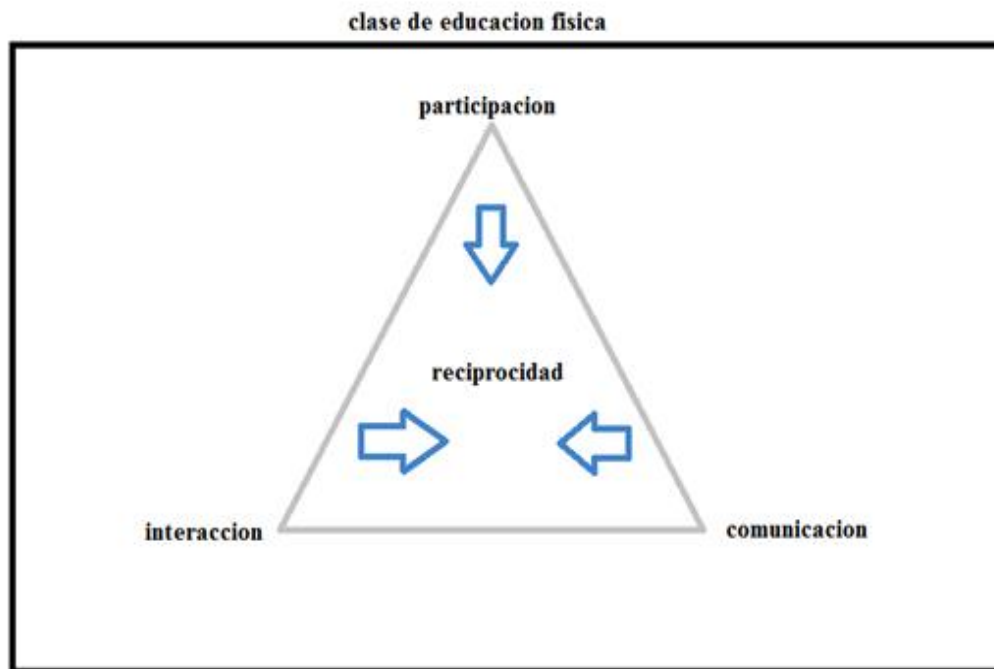 clase de educacion fisica
participacion
reciprocidad
interaccion
comunicacion